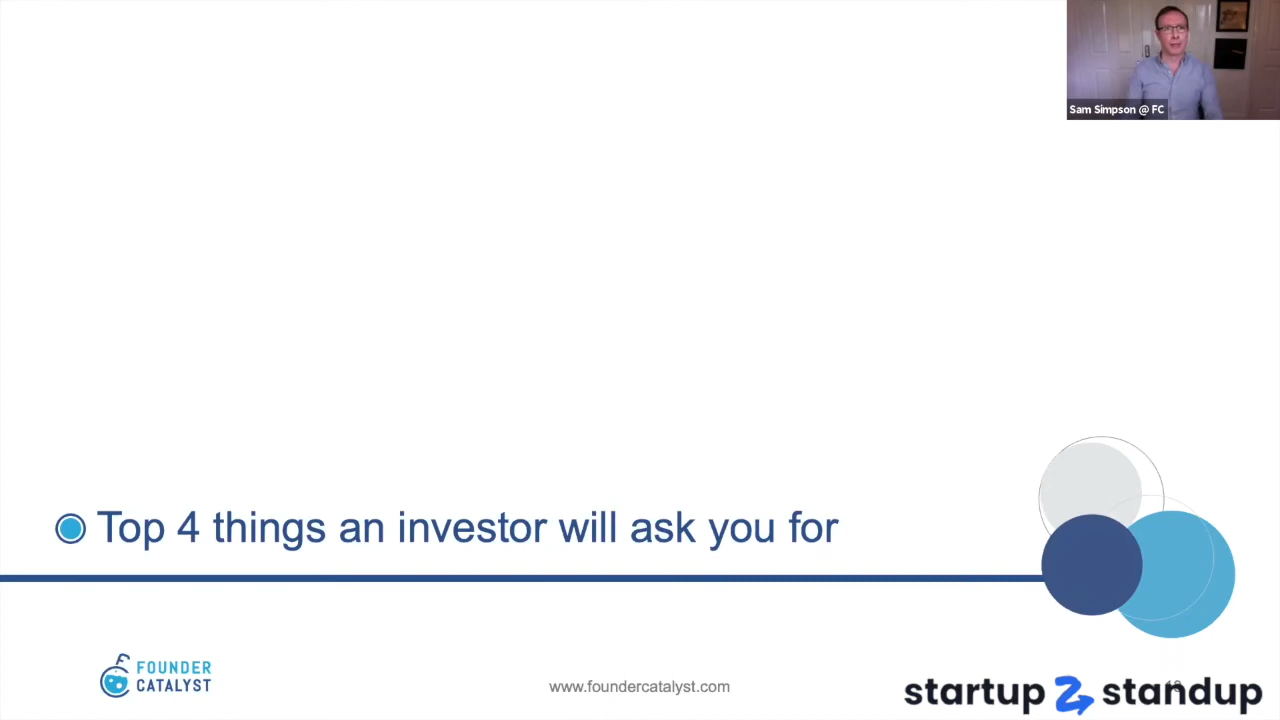 Sam Simpson @ FC
Top 4 things an investor will ask you for
FOUNDER
CATALYST
www.foundercatalyst.com
startup 2 standup